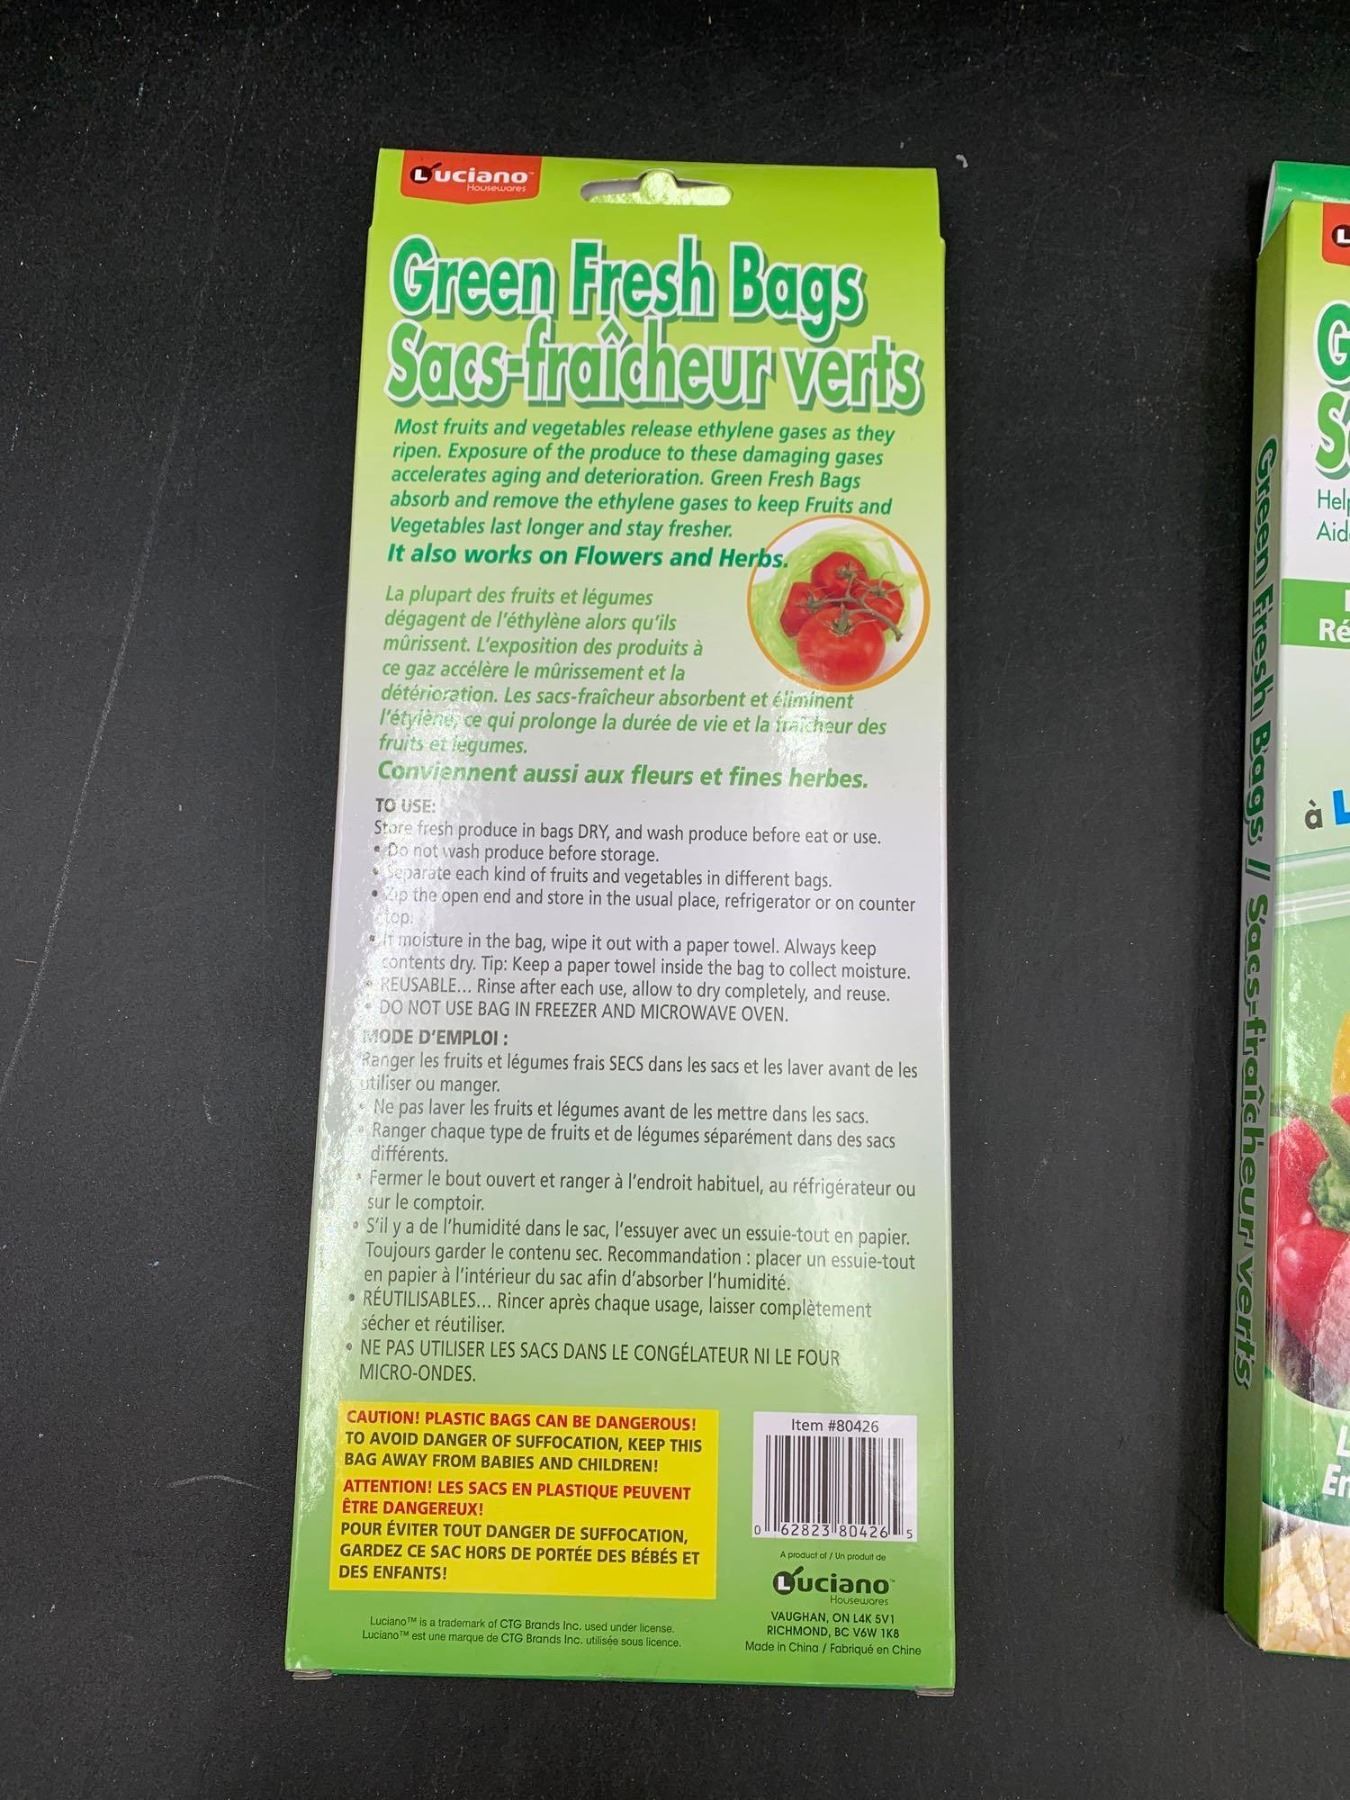 Luciano™
Housewares
Green Fresh Bags
Sacs-fraîcheur verts
Most fruits and vegetables release ethylene gases as they
ripen. Exposure of the produce to these damaging gases
accelerates aging and deterioration. Green Fresh Bags
absorb and remove the ethylene gases to keep Fruits and
Vegetables last longer and stay fresher.
It also works on Flowers and Herbs.
La plupart des fruits et légumes
dégagent de l'éthylène alors qu'ils
mûrissent. L'exposition des produits à
ce gaz accélère le mûrissement et la
détérioration. Les sacs-fraîcheur absorbent et éliminent
l'étylène, ce qui prolonge la durée de vie et la fraîcheur des
fruits et légumes.
Conviennent aussi aux fleurs et fines herbes.
TO USE:
Store fresh produce in bags DRY, and wash produce before eat or use.
• Do not wash produce before storage.
• Separate each kind of fruits and vegetables in different bags.
• Zip the open end and store in the usual place, refrigerator or on counter
top.
• If moisture in the bag, wipe it out with a paper towel. Always keep
contents dry. Tip: Keep a paper towel inside the bag to collect moisture.
• REUSABLE... Rinse after each use, allow to dry completely, and reuse.
• DO NOT USE BAG IN FREEZER AND MICROWAVE OVEN.
MODE D'EMPLOI :
Ranger les fruits et légumes frais SECS dans les sacs et les laver avant de les
utiliser ou manger.
• Ne pas laver les fruits et légumes avant de les mettre dans les sacs.
• Ranger chaque type de fruits et de légumes séparément dans des sacs
différents.
• Fermer le bout ouvert et ranger à l'endroit habituel, au réfrigérateur ou
sur le comptoir.
• S'il y a de l'humidité dans le sac, l'essuyer avec un essuie-tout en papier.
Toujours garder le contenu sec. Recommandation : placer un essuie-tout
en papier à l'intérieur du sac afin d'absorber l'humidité.
• RÉUTILISABLES... Rincer après chaque usage, laisser complètement
sécher et réutiliser.
• NE PAS UTILISER LES SACS DANS LE CONGÉLATEUR NI LE FOUR
MICRO-ONDES.
CAUTION! PLASTIC BAGS CAN BE DANGEROUS!
TO AVOID DANGER OF SUFFOCATION, KEEP THIS
BAG AWAY FROM BABIES AND CHILDREN!
ATTENTION! LES SACS EN PLASTIQUE PEUVENT
ÊTRE DANGEREUX!
POUR ÉVITER TOUT DANGER DE SUFFOCATION,
GARDEZ CE SAC HORS DE PORTÉE DES BÉBÉS ET
DES ENFANTS!
Luciano™ is a trademark of CTG Brands Inc. used under license.
Luciano™ est une marque de CTG Brands Inc. utilisée sous licence.
Item #80426
0 62823 80426 5
A product of / Un produit de
Luciano™
Housewares
VAUGHAN, ON L4K 5V1
RICHMOND, BC V6W 1K8
Made in China / Fabriqué en Chine
Green Fresh Bags // Sacs-fraîcheur verts
Help
Aid
Ré
à L
L
En